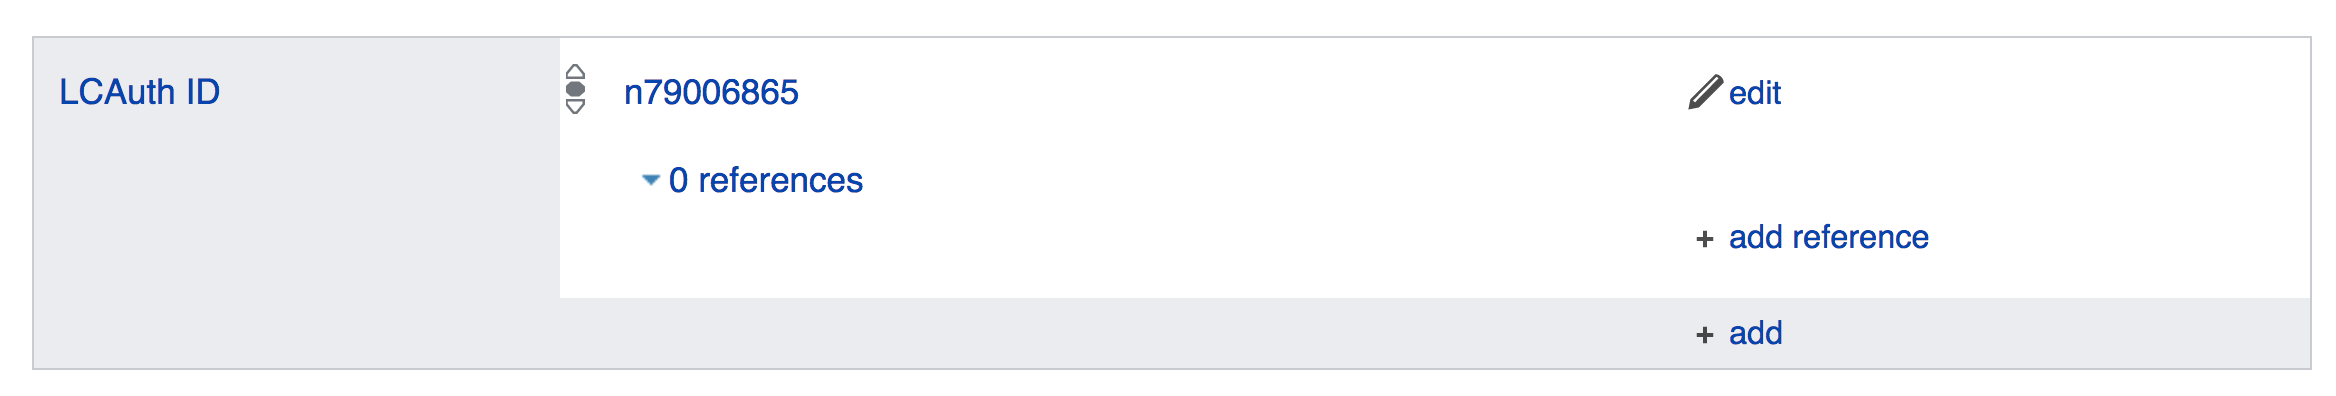 LCAuth ID
n79006865
edit
0 references
+ add reference
+ add